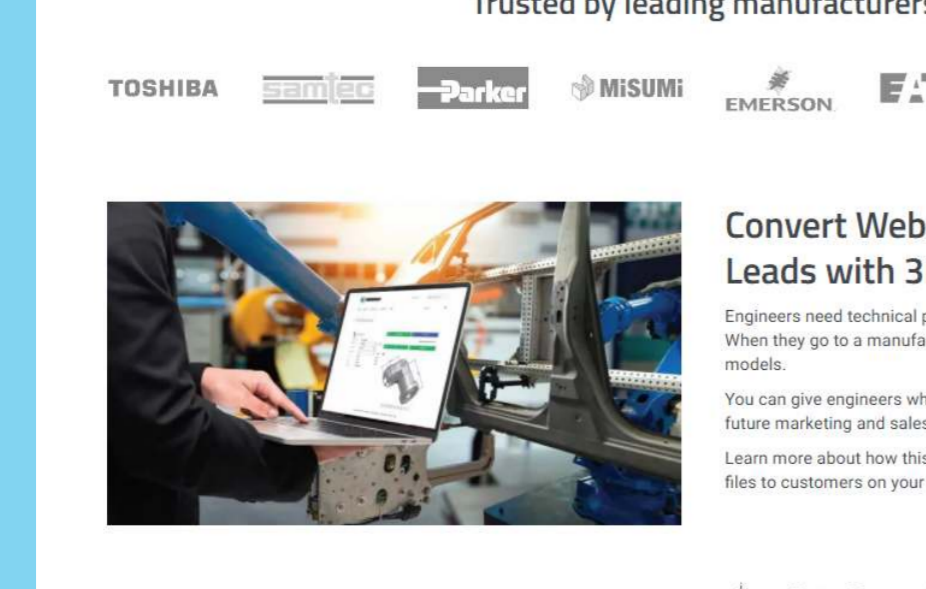 Trusted by leading manufacturers
TOSHIBA samtec Parker MiSUMi EMERSON
Convert Web
Leads with 3
Engineers need technical p
When they go to a manufa
models.
You can give engineers wh
future marketing and sales
Learn more about how this
files to customers on your